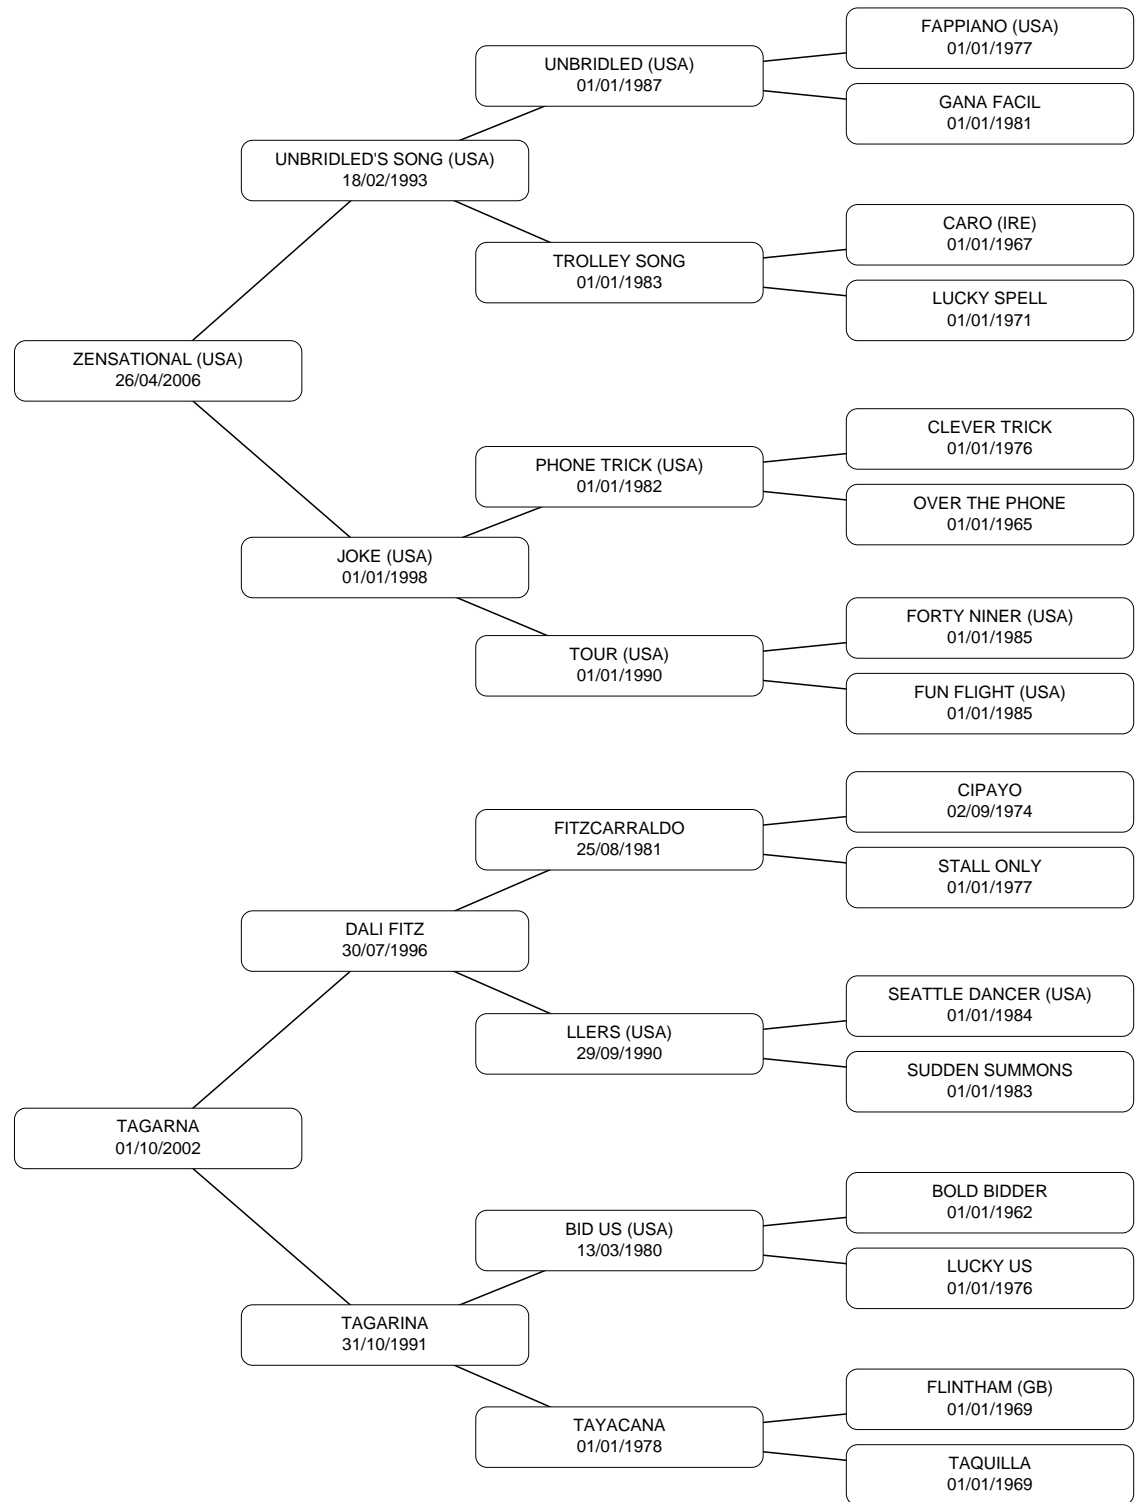 FAPPIANO (USA)
01/01/1977
UNBRIDLED (USA)
01/01/1987
GANA FACIL
01/01/1981
UNBRIDLED'S SONG (USA)
18/02/1993
CARO (IRE)
01/01/1967
TROLLEY SONG
01/01/1983
LUCKY SPELL
01/01/1971
ZENSATIONAL (USA)
26/04/2006
CLEVER TRICK
01/01/1976
PHONE TRICK (USA)
01/01/1982
OVER THE PHONE
01/01/1965
JOKE (USA)
01/01/1998
FORTY NINER (USA)
01/01/1985
TOUR (USA)
01/01/1990
FUN FLIGHT (USA)
01/01/1985
CIPAYO
02/09/1974
FITZCARRALDO
25/08/1981
STALL ONLY
01/01/1977
DALI FITZ
30/07/1996
SEATTLE DANCER (USA)
01/01/1984
LLERS (USA)
29/09/1990
SUDDEN SUMMONS
01/01/1983
TAGARNA
01/10/2002
BOLD BIDDER
01/01/1962
BID US (USA)
13/03/1980
LUCKY US
01/01/1976
TAGARINA
31/10/1991
FLINTHAM (GB)
01/01/1969
TAYACANA
01/01/1978
TAQUILLA
01/01/1969